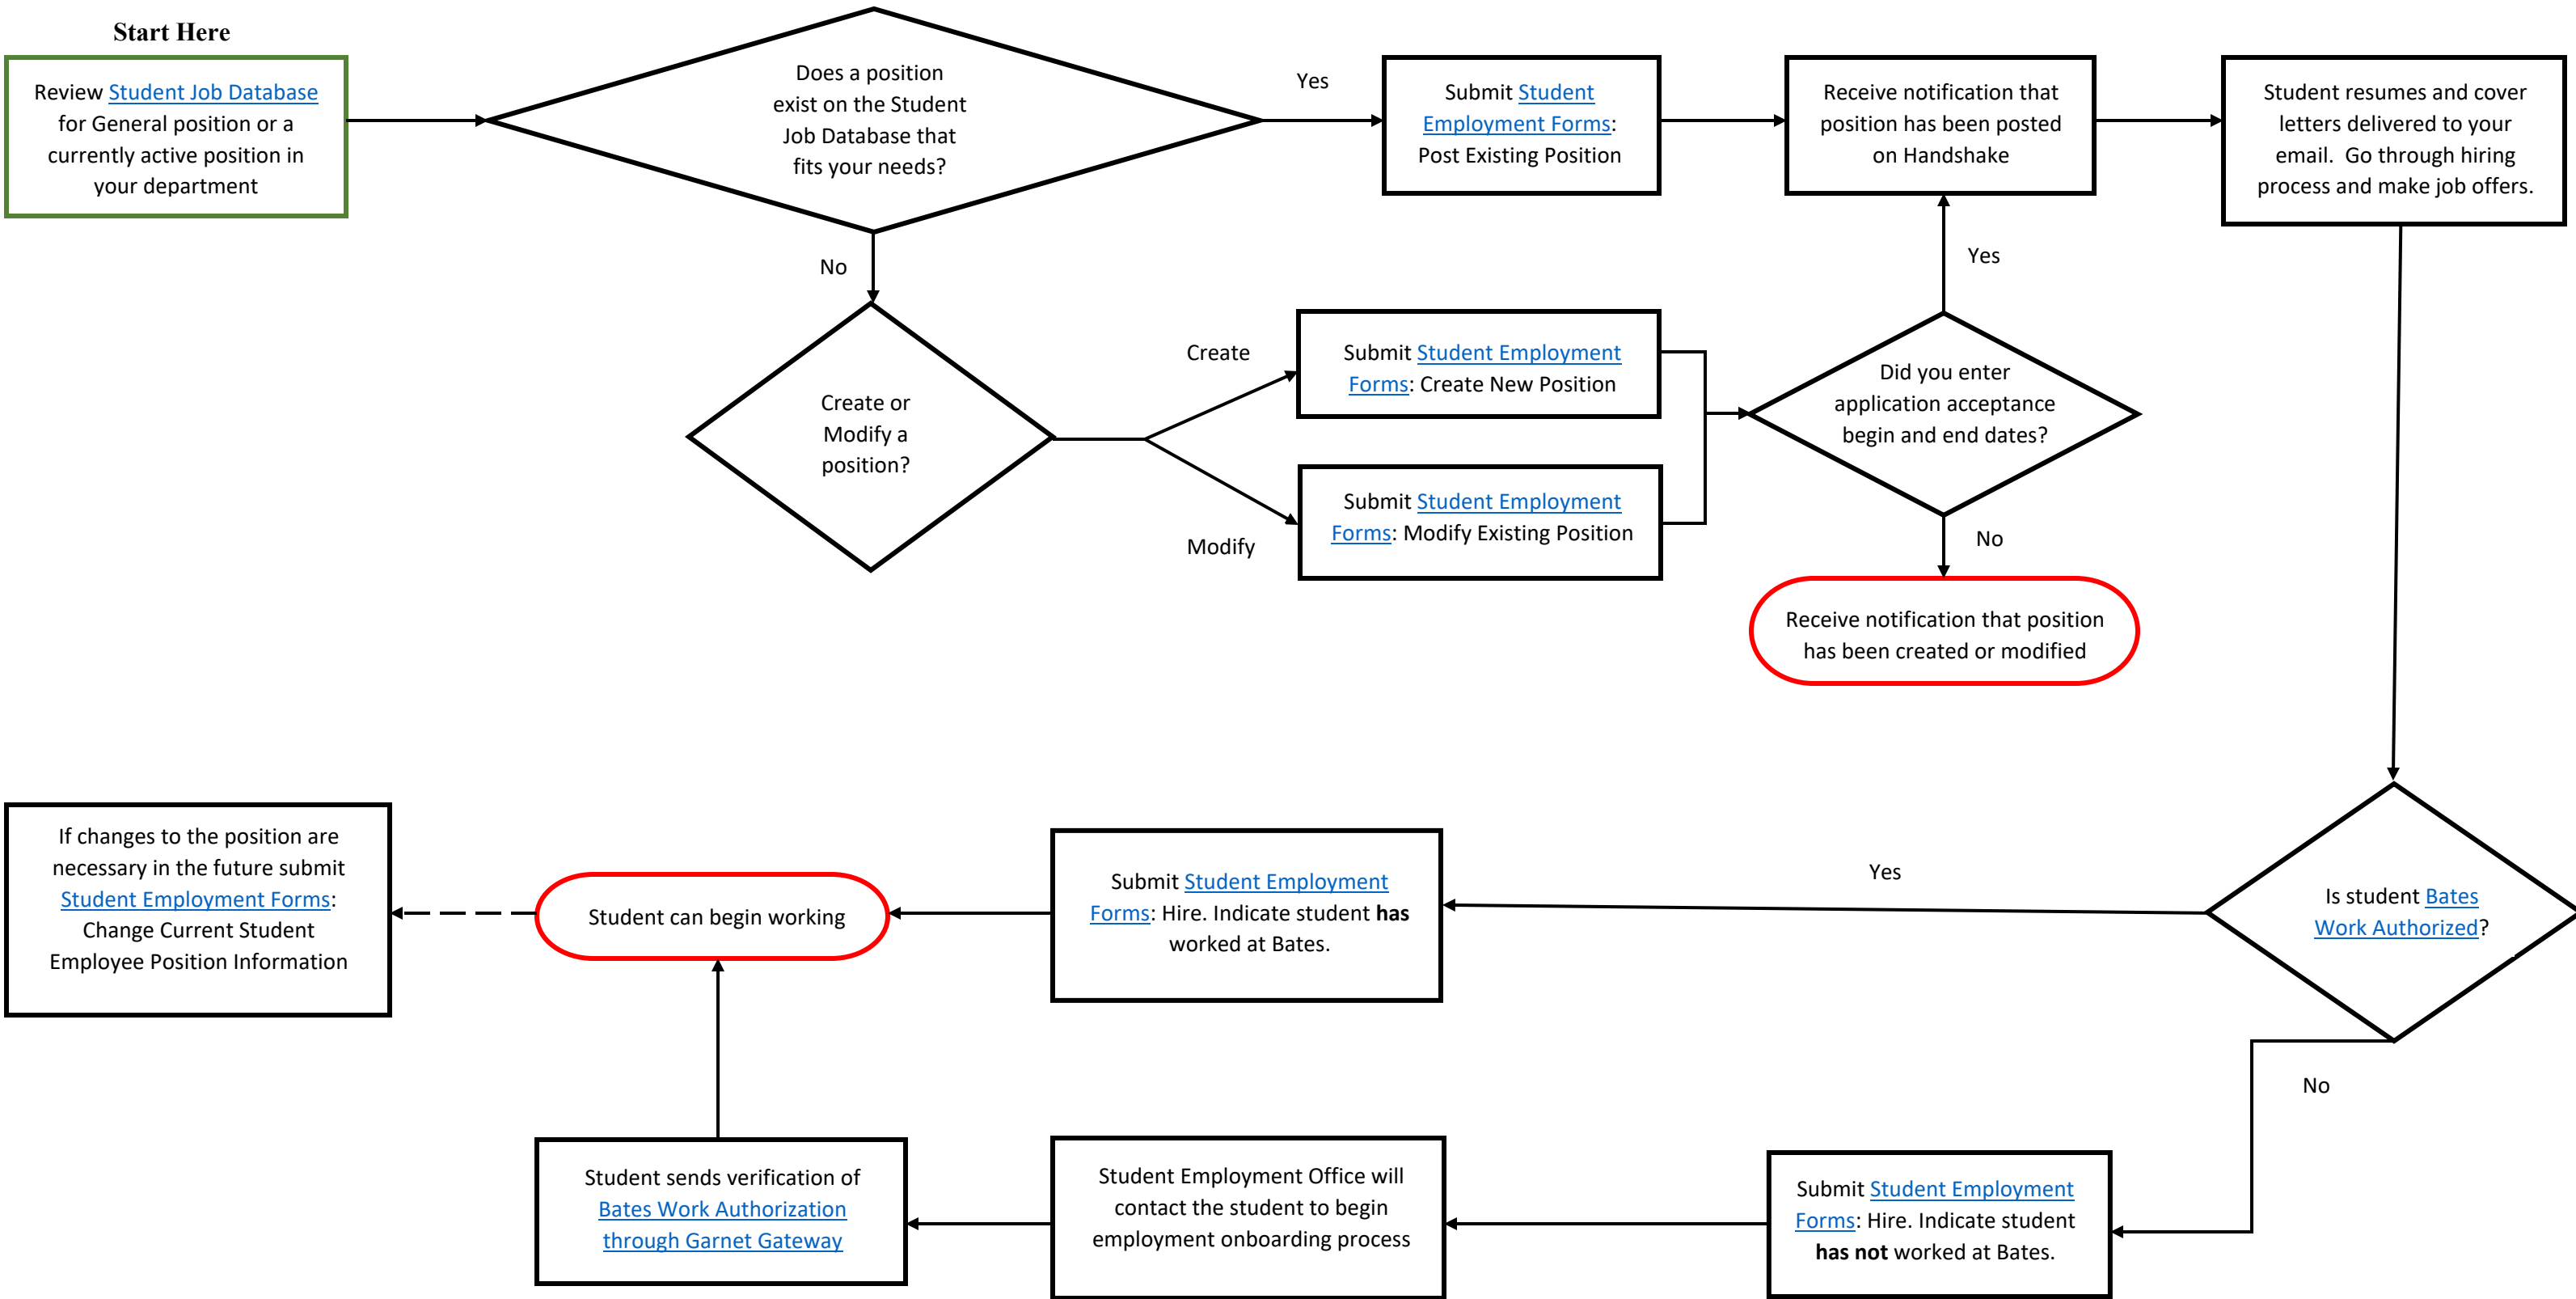 Start Here
Review Student Job Database
for General position or a
currently active position in
your department
Does a position
exist on the Student
Job Database that
fits your needs?
Yes
Submit Student
Employment Forms:
Post Existing Position
Receive notification that
position has been posted
on Handshake
Student resumes and cover
letters delivered to your
email.  Go through hiring
process and make job offers.
No
Yes
Create or
Modify a
position?
Create
Submit Student Employment
Forms: Create New Position
Modify
Submit Student Employment
Forms: Modify Existing Position
Did you enter
application acceptance
begin and end dates?
No
Receive notification that position
has been created or modified
Is student Bates
Work Authorized?
Yes
Submit Student Employment
Forms: Hire. Indicate student has
worked at Bates.
Student can begin working
If changes to the position are
necessary in the future submit
Student Employment Forms:
Change Current Student
Employee Position Information
No
Submit Student Employment
Forms: Hire. Indicate student
has not worked at Bates.
Student Employment Office will
contact the student to begin
employment onboarding process
Student sends verification of
Bates Work Authorization
through Garnet Gateway